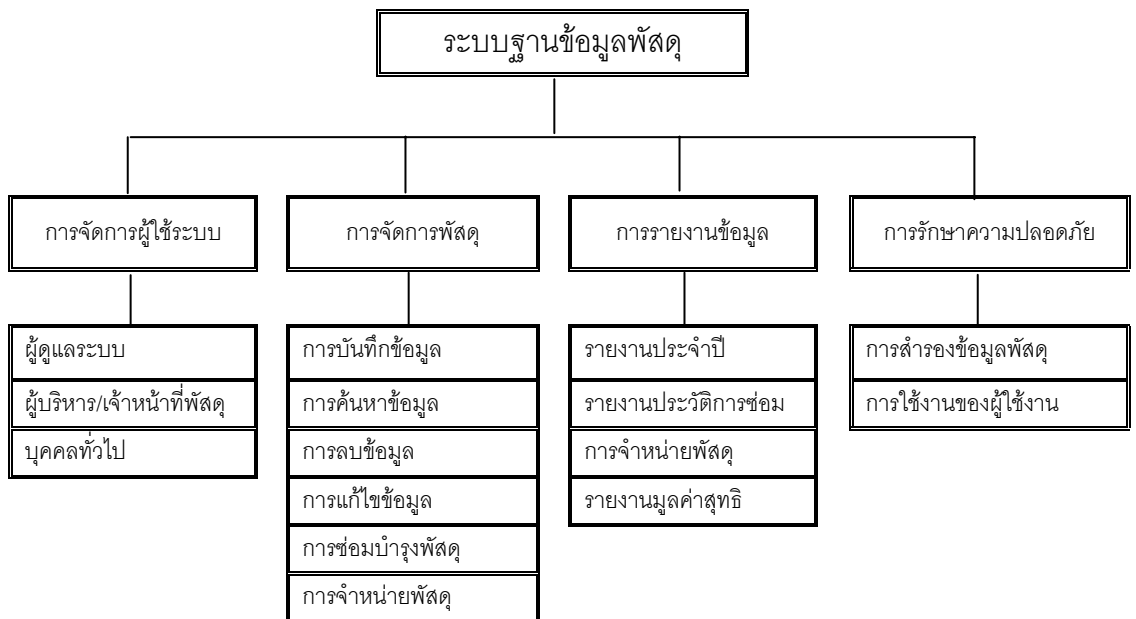 ระบบฐานข้อมูลพัสดุ
การจัดการผู้ใช้ระบบ
การจัดการพัสดุ
การรายงานข้อมูล
การรักษาความปลอดภัย
ผู้ดูแลระบบ
ผู้บริหาร/เจ้าหน้าที่พัสดุ
บุคคลทั่วไป
การบันทึกข้อมูล
การค้นหาข้อมูล
การลบข้อมูล
การแก้ไขข้อมูล
การซ่อมบำรุงพัสดุ
การจำหน่ายพัสดุ
รายงานประจำปี
รายงานประวัติการซ่อม
การจำหน่ายพัสดุ
รายงานมูลค่าสุทธิ
การสำรองข้อมูลพัสดุ
การใช้งานของผู้ใช้งาน